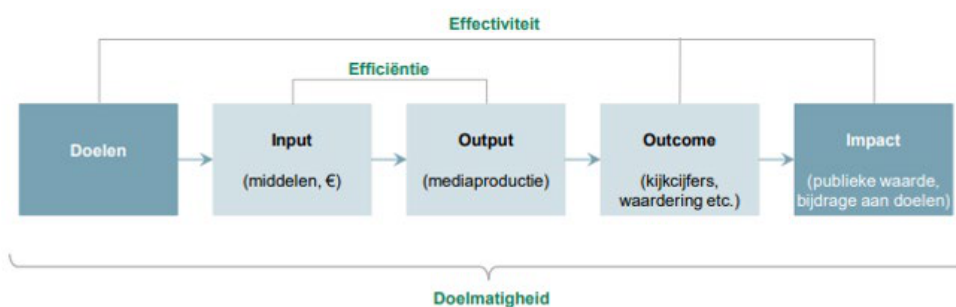 Effectiviteit
Efficiëntie
Doelen
Input
(middelen, €)
Output
(mediaproductie)
Outcome
(kijkcijfers,
waardering etc.)
Impact
(publieke waarde,
bijdrage aan doelen)
Doelmatigheid